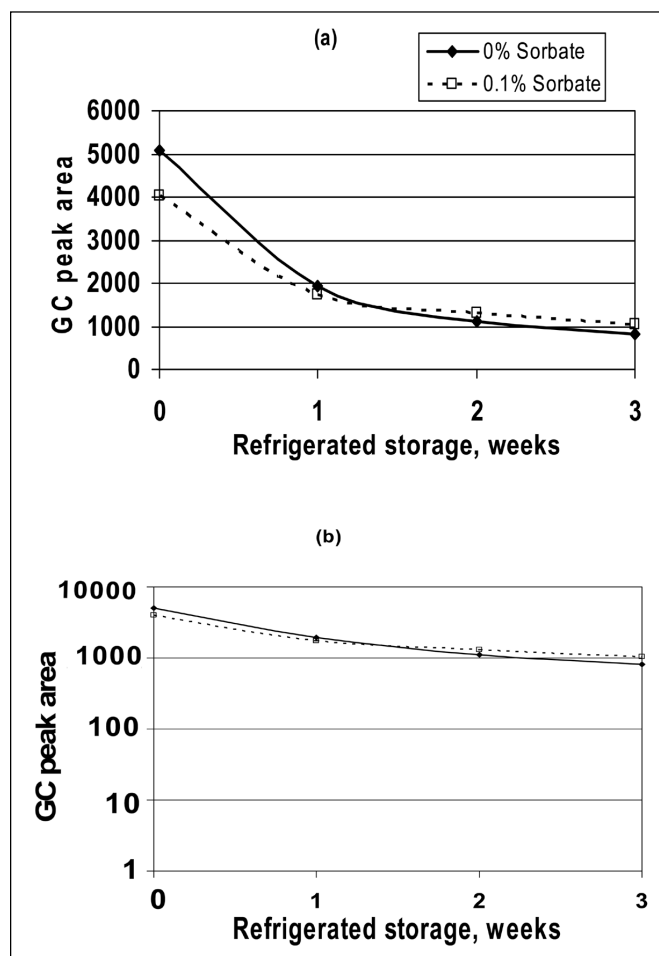 (a)
0% Sorbate
0.1% Sorbate
6000
5000
4000
3000
2000
1000
0
GC peak area
0 1 2 3
Refrigerated storage, weeks
(b)
10000
1000
100
10
1
GC peak area
0 1 2 3
Refrigerated storage, weeks